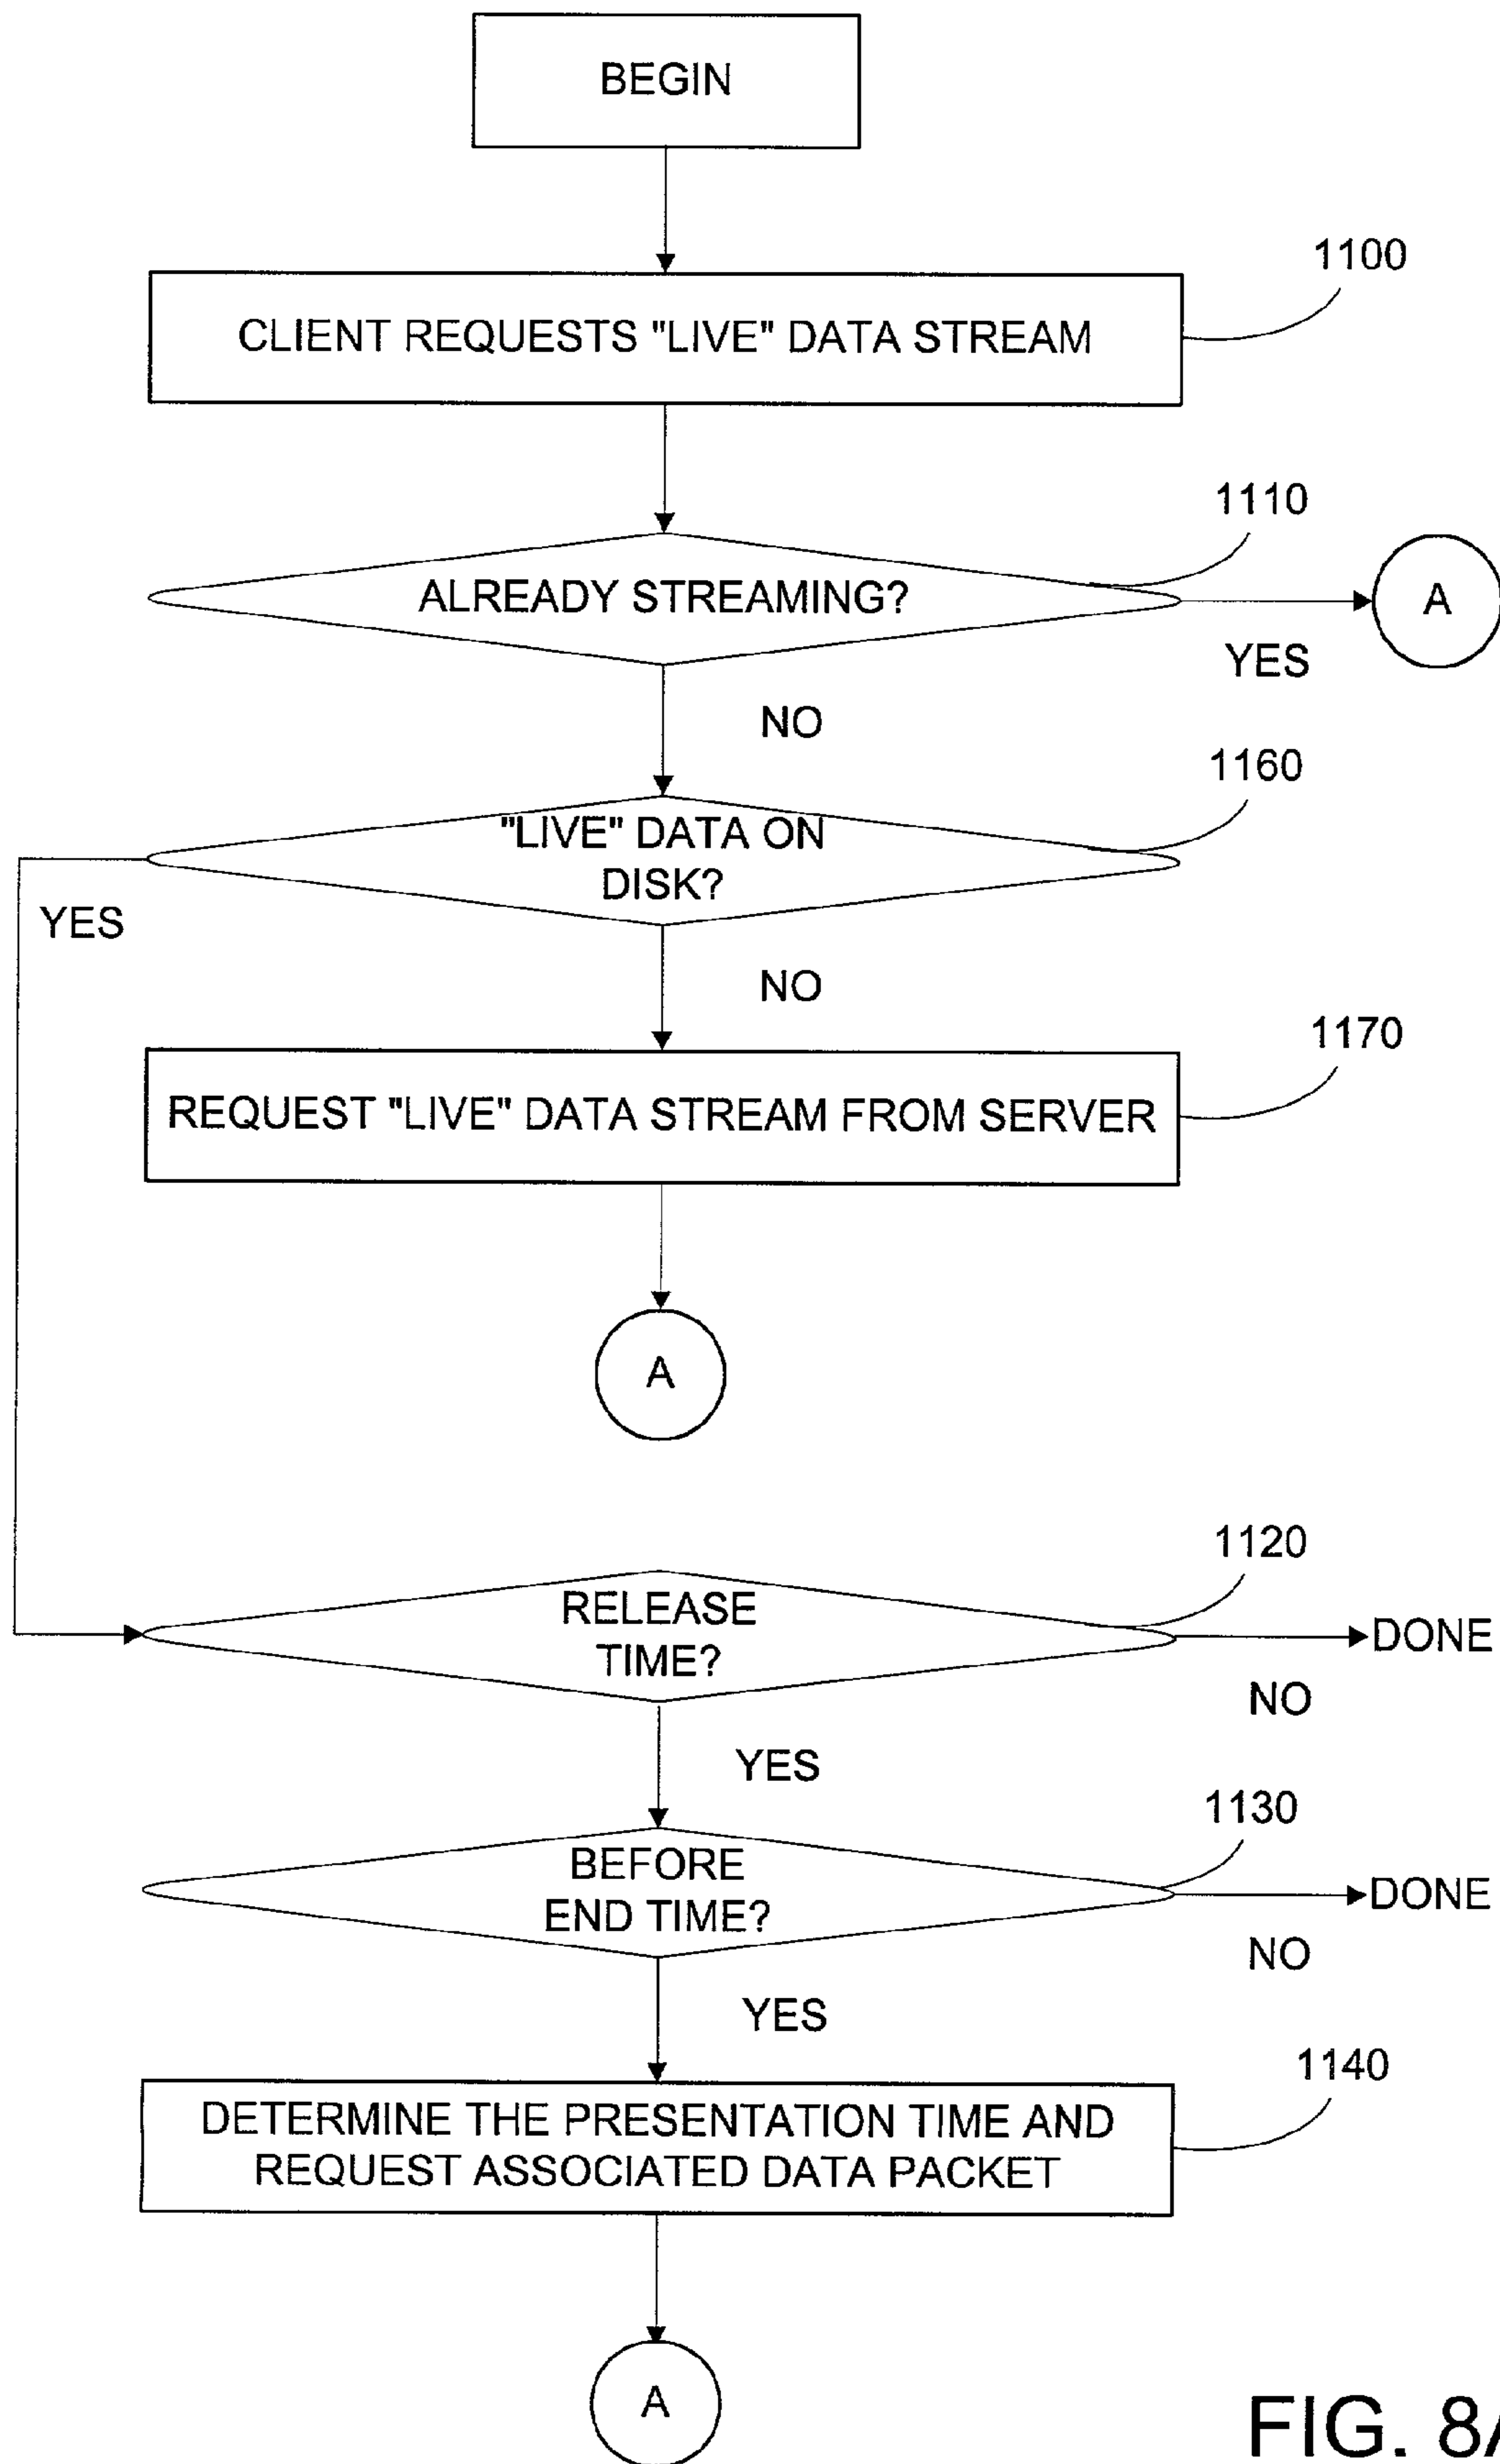 BEGIN
1100
CLIENT REQUESTS "LIVE" DATA STREAM
1110
ALREADY STREAMING?
A
YES
NO
1160
"LIVE" DATA ON
DISK?
YES
NO
1170
REQUEST "LIVE" DATA STREAM FROM SERVER
A
1120
RELEASE
TIME?
DONE
NO
YES
1130
BEFORE
END TIME?
DONE
NO
YES
1140
DETERMINE THE PRESENTATION TIME AND
REQUEST ASSOCIATED DATA PACKET
A
FIG. 8A